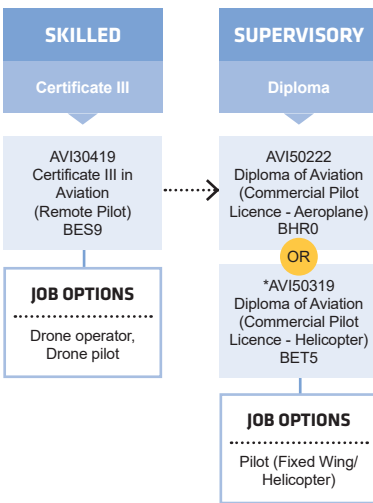 SKILLED
Certificate III
AVI30419
Certificate III in
Aviation
(Remote Pilot)
BES9
JOB OPTIONS
Drone operator,
Drone pilot
SUPERVISORY
Diploma
AVI50222
Diploma of Aviation
(Commercial Pilot
Licence - Aeroplane)
BHR0
OR
*AVI50319
Diploma of Aviation
(Commercial Pilot
Licence - Helicopter)
BET5
JOB OPTIONS
Pilot (Fixed Wing/
Helicopter)